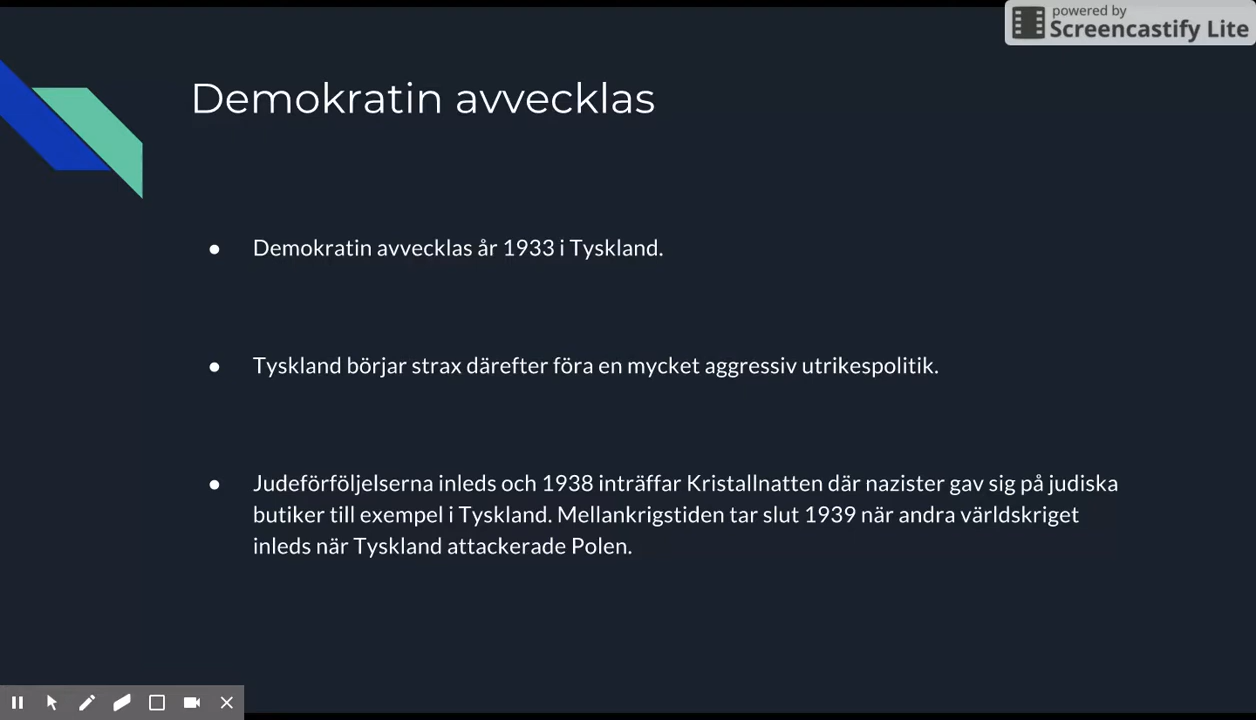 powered by
Screencastify Lite
Demokratin avvecklas
● Demokratin avvecklas år 1933 i Tyskland.
● Tyskland börjar strax därefter föra en mycket aggressiv utrikespolitik.
● Judeförföljelserna inleds och 1938 inträffar Kristallnatten där nazister gav sig på judiska
butiker till exempel i Tyskland. Mellankrigstiden tar slut 1939 när andra världskriget
inleds när Tyskland attackerade Polen.